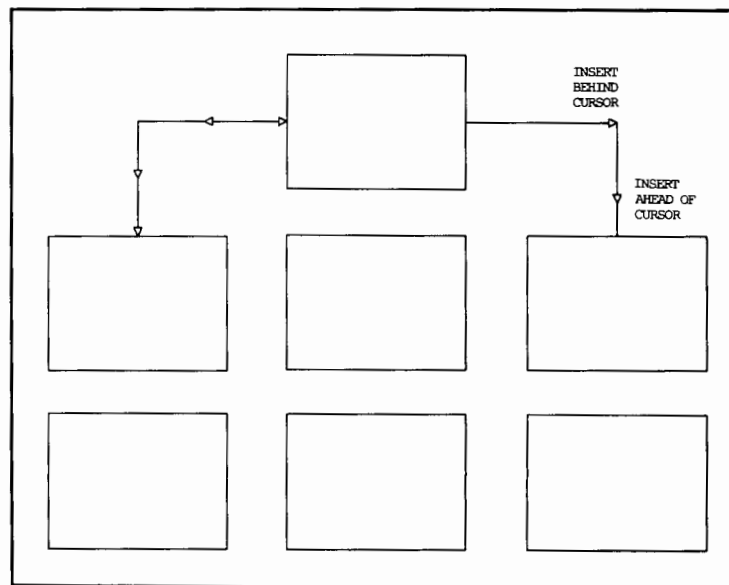 INSERT
BEHIND
CURSOR
INSERT
AHEAD OF
CURSOR